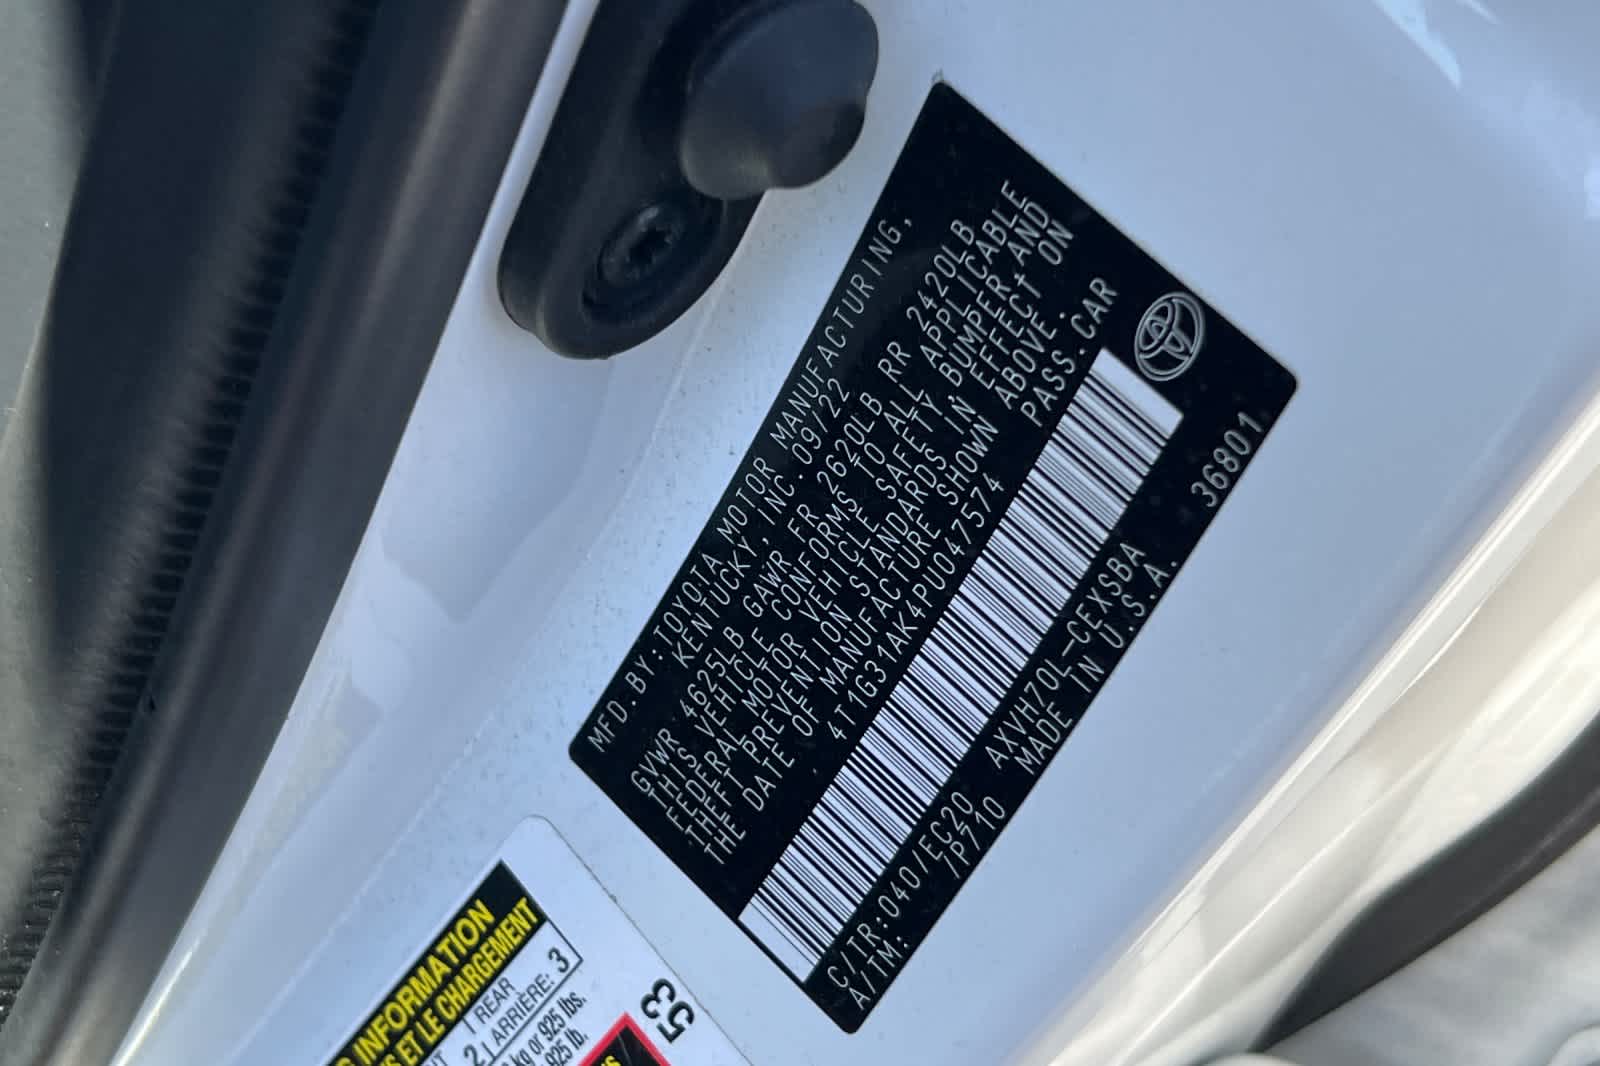 MFD.BY:TOYOTA MOTOR MANUFACTURING,
KENTUCKY,INC. 09/22
GVWR 4625LB GAWR FR 2620LB RR 2420LB
THIS VEHICLE CONFORMS TO ALL APPLICABLE
FEDERAL MOTOR VEHICLE SAFETY, BUMPER, AND
THEFT PREVENTION STANDARDS IN EFFECT ON
THE DATE OF MANUFACTURE SHOWN ABOVE.
4T1G31AK4PU047574 PASS.CAR
C/TR:040/EC20 AXVH70L-CEXSBA 36801
A/TM: /P710 MADE IN U.S.A.
INFORMATION
ET LE CHARGEMENT
REAR
2 ARRIÈRE: 3
kg or 925 lbs.
925 lb.
53